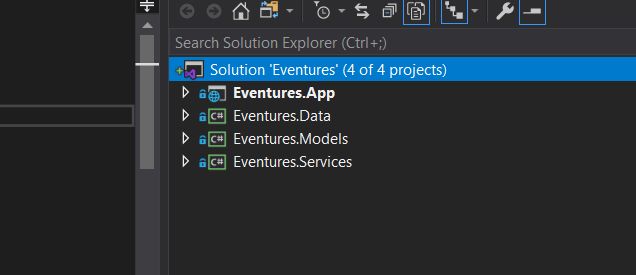 Search Solution Explorer (Ctrl+;)
Solution 'Eventures' (4 of 4 projects)
Eventures.App
C# Eventures.Data
C# Eventures.Models
C# Eventures.Services